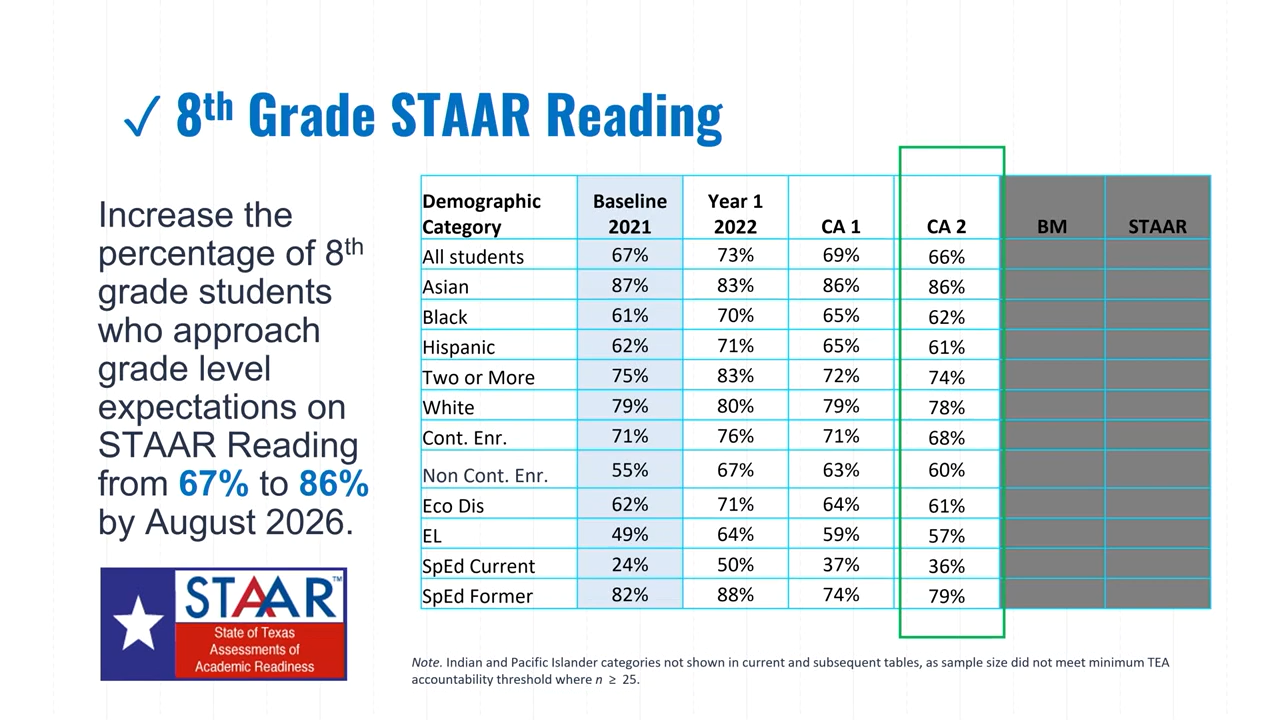 ✓ 8th Grade STAAR Reading
Increase the
percentage of 8th
grade students
who approach
grade level
expectations on
STAAR Reading
from 67% to 86%
by August 2026.
STAAR™
State of Texas
Assessments of
Academic Readiness
Demographic Category Baseline 2021 Year 1 2022 CA 1 CA 2 BM STAAR
All students 67% 73% 69% 66%
Asian 87% 83% 86% 86%
Black 61% 70% 65% 62%
Hispanic 62% 71% 65% 61%
Two or More 75% 83% 72% 74%
White 79% 80% 79% 78%
Cont. Enr. 71% 76% 71% 68%
Non Cont. Enr. 55% 67% 63% 60%
Eco Dis 62% 71% 64% 61%
EL 49% 64% 59% 57%
SpEd Current 24% 50% 37% 36%
SpEd Former 82% 88% 74% 79%
Note. Indian and Pacific Islander categories not shown in current and subsequent tables, as sample size did not meet minimum TEA
accountability threshold where n ≥ 25.